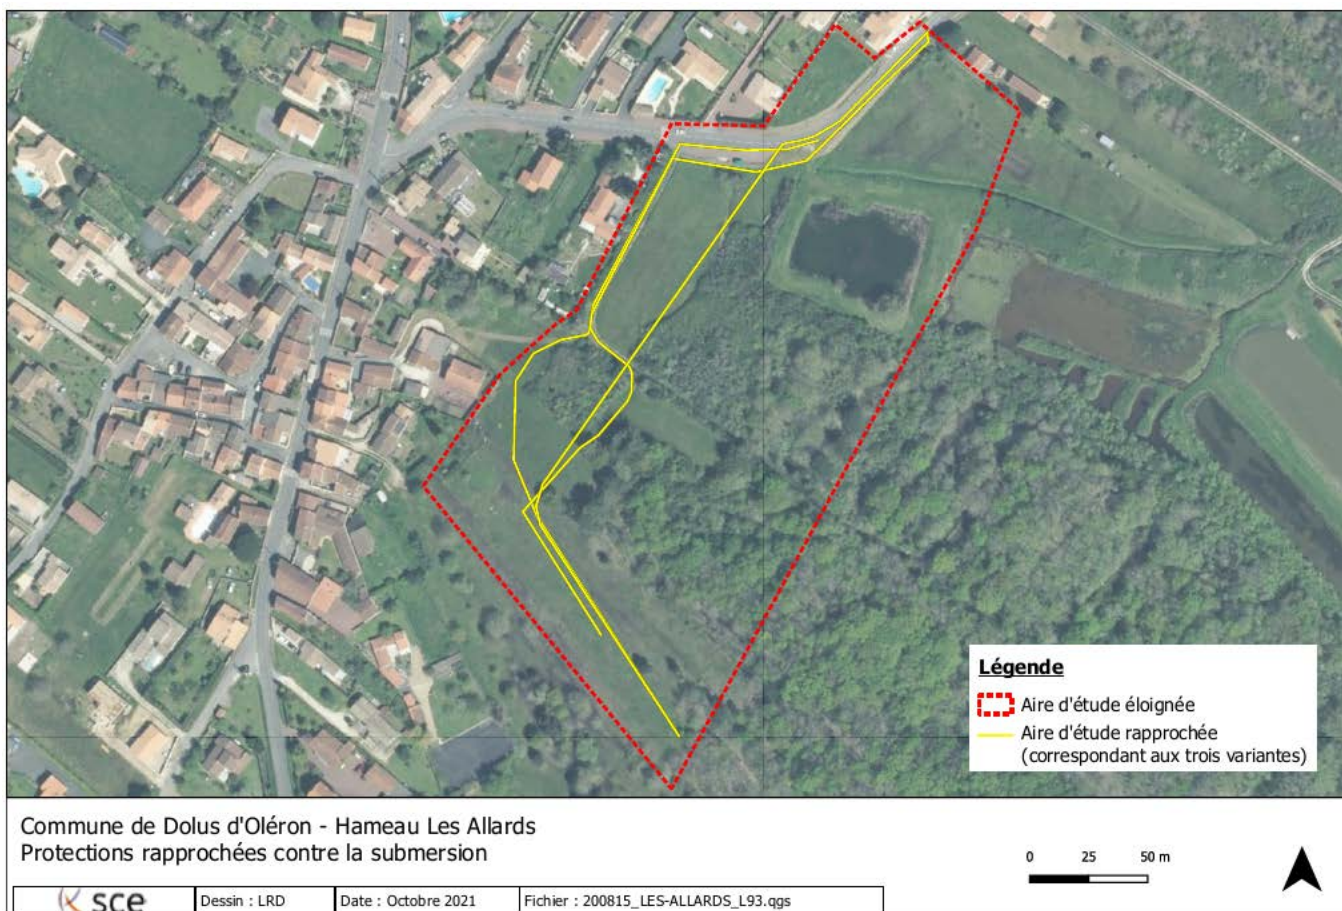 Légende
Aire d'étude éloignée
Aire d'étude rapprochée
(correspondant aux trois variantes)
Commune de Dolus d'Oléron - Hameau Les Allards
Protections rapprochées contre la submersion
0 25 50 m
sce
Dessin : LRD
Date : Octobre 2021
Fichier : 200815_LES-ALLARDS_L93.qgs